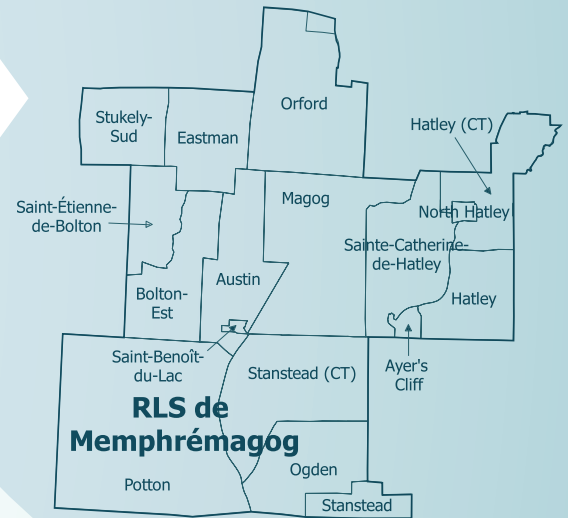 Orford
Stukely-
Sud
Eastman
Hatley (CT)
Magogo
Saint-Étienne-
de-Bolton
North Hatley
Sainte-Catherine-
de-Hatley
Austin
Bolton-
Est
Hatley
Saint-Benoît-
du-Lac
Ayer's
Cliff
Stanstead (CT)
RLS de
Memphrémagog
Ogden
Potton
Stanstead